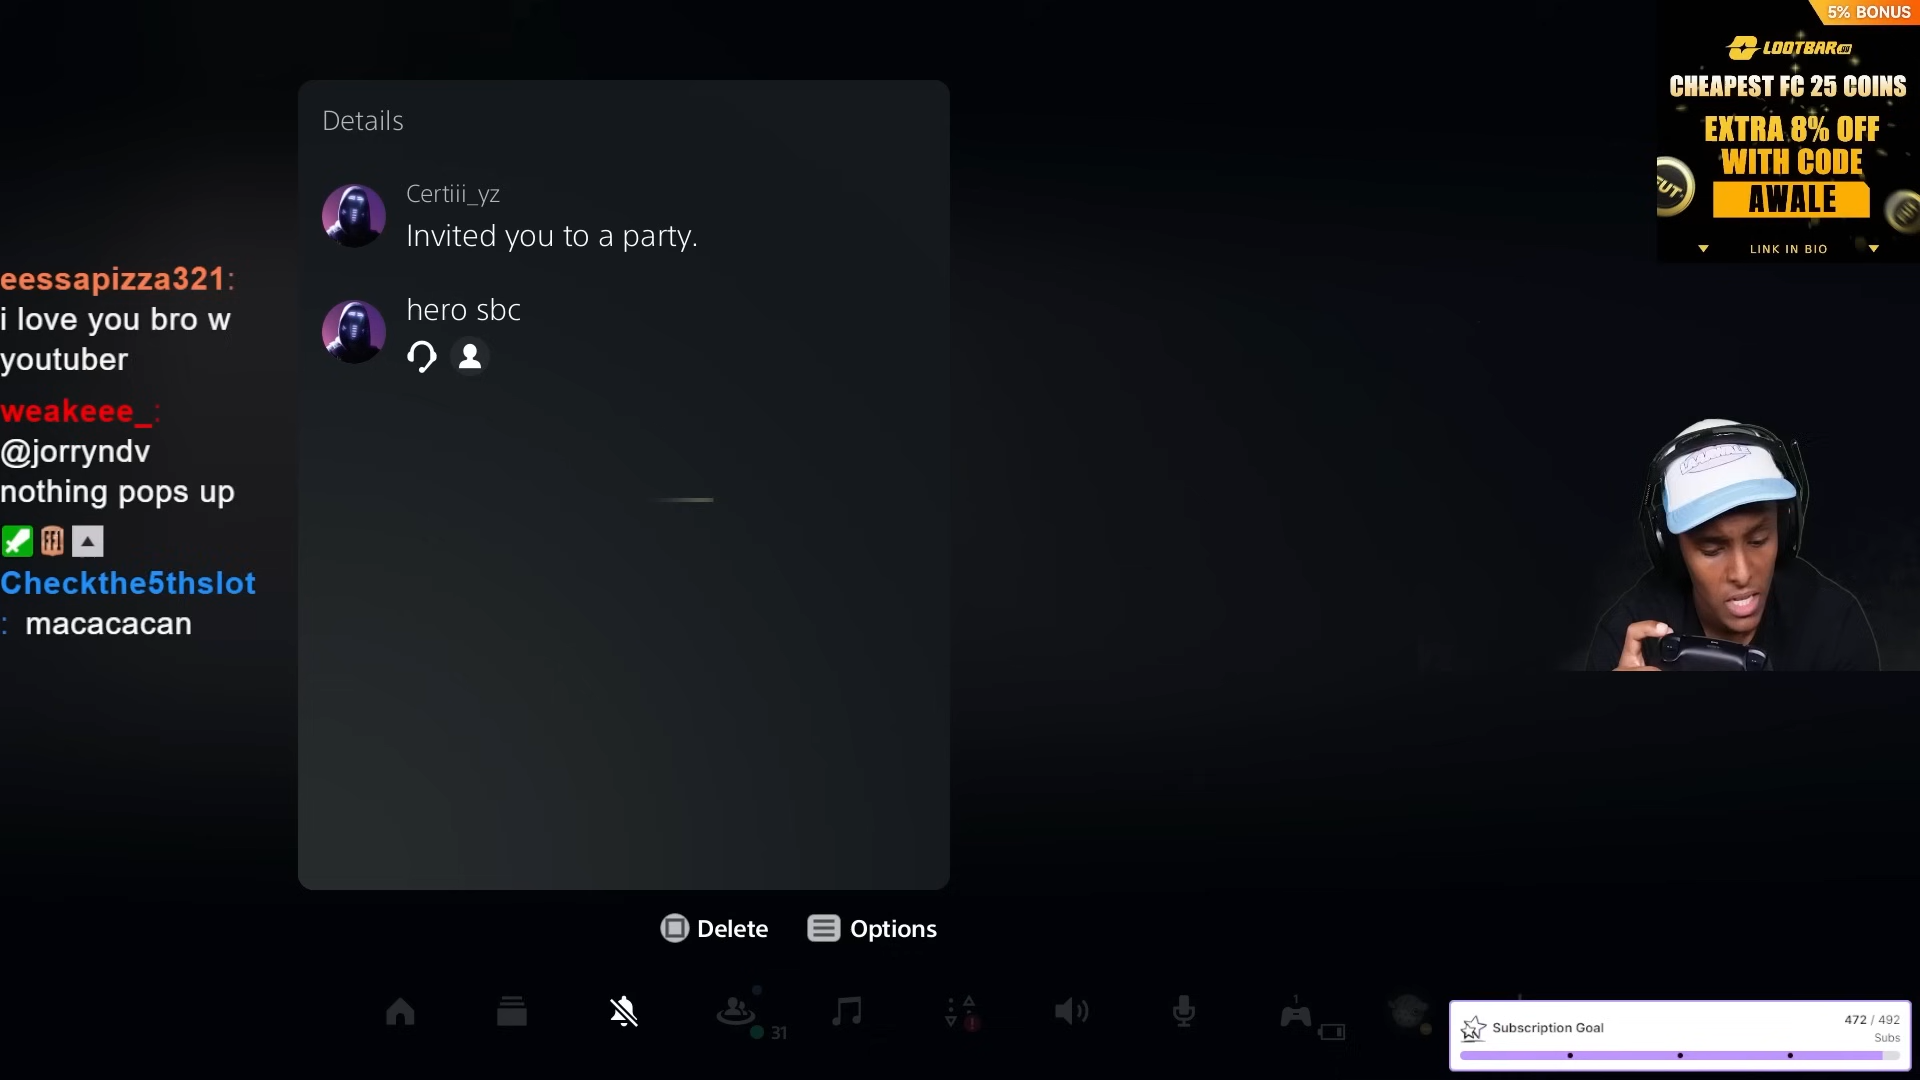 5% BONUS
LOOTBAR
CHEAPEST FC 25 COINS
EXTRA 8% OFF
WITH CODE
AWALE
LINK IN BIO
Details
Certiii_yz
Invited you to a party.
hero sbc
eessapizza321:
i love you bro w
youtuber
weakeee_:
@jorryndv
nothing pops up
Checkthe5thslot
: macacacan
Delete
Options
31
1
Subscription Goal
472 / 492
Subs